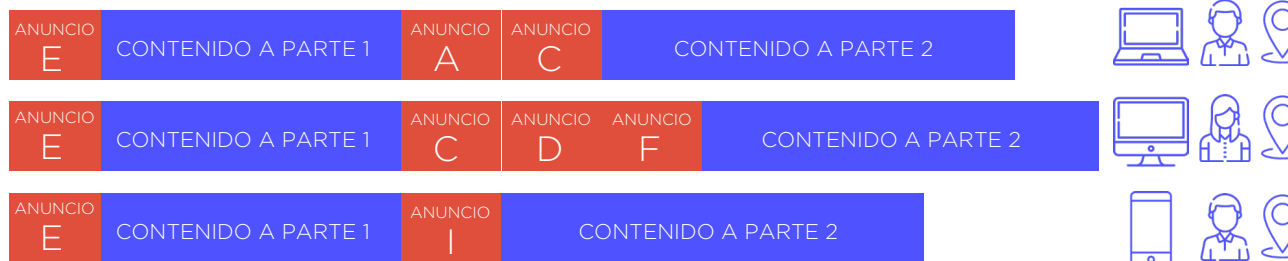 ANUNCIO
E
CONTENIDO A PARTE 1
ANUNCIO
A
ANUNCIO
C
CONTENIDO A PARTE 2
ANUNCIO
E
CONTENIDO A PARTE 1
ANUNCIO
C
ANUNCIO
D
ANUNCIO
F
CONTENIDO A PARTE 2
ANUNCIO
E
CONTENIDO A PARTE 1
ANUNCIO
I
CONTENIDO A PARTE 2